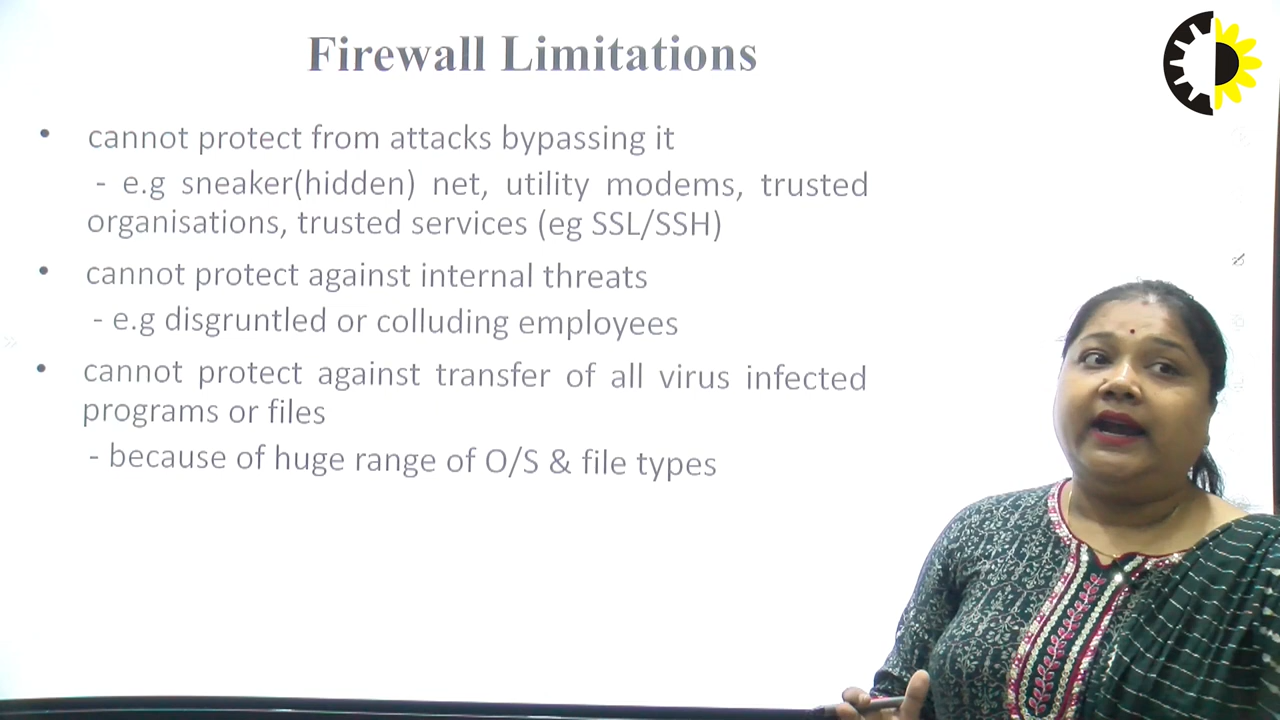 Firewall Limitations
• cannot protect from attacks bypassing it
- e.g sneaker(hidden) net, utility modems, trusted
organisations, trusted services (eg SSL/SSH)
• cannot protect against internal threats
- e.g disgruntled or colluding employees
• cannot protect against transfer of all virus infected
programs or files
- because of huge range of O/S & file types